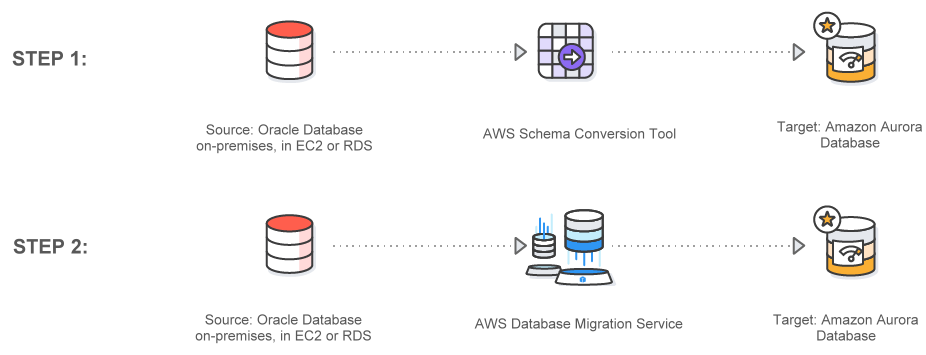 STEP 1:
Source: Oracle Database
on-premises, in EC2 or RDS
AWS Schema Conversion Tool
Target: Amazon Aurora
Database
STEP 2:
Source: Oracle Database
on-premises, in EC2 or RDS
AWS Database Migration Service
Target: Amazon Aurora
Database